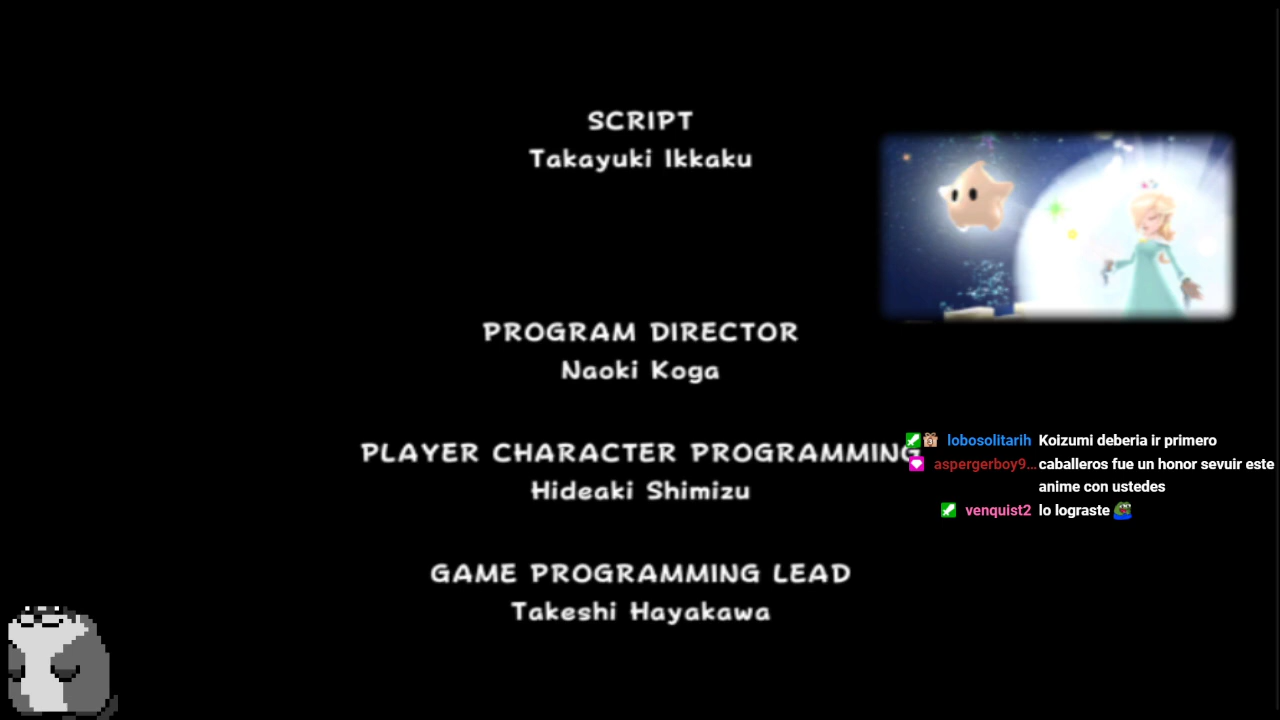 SCRIPT
Takayuki Ikkaku
PROGRAM DIRECTOR
Naoki Koga
PLAYER CHARACTER PROGRAMMING
Hideaki Shimizu
GAME PROGRAMMING LEAD
Takeshi Hayakawa
lobosolitarih Koizumi deberia ir primero
aspergerboy9... caballeros fue un honor sevuir este
anime con ustedes
venquist2 lo lograste